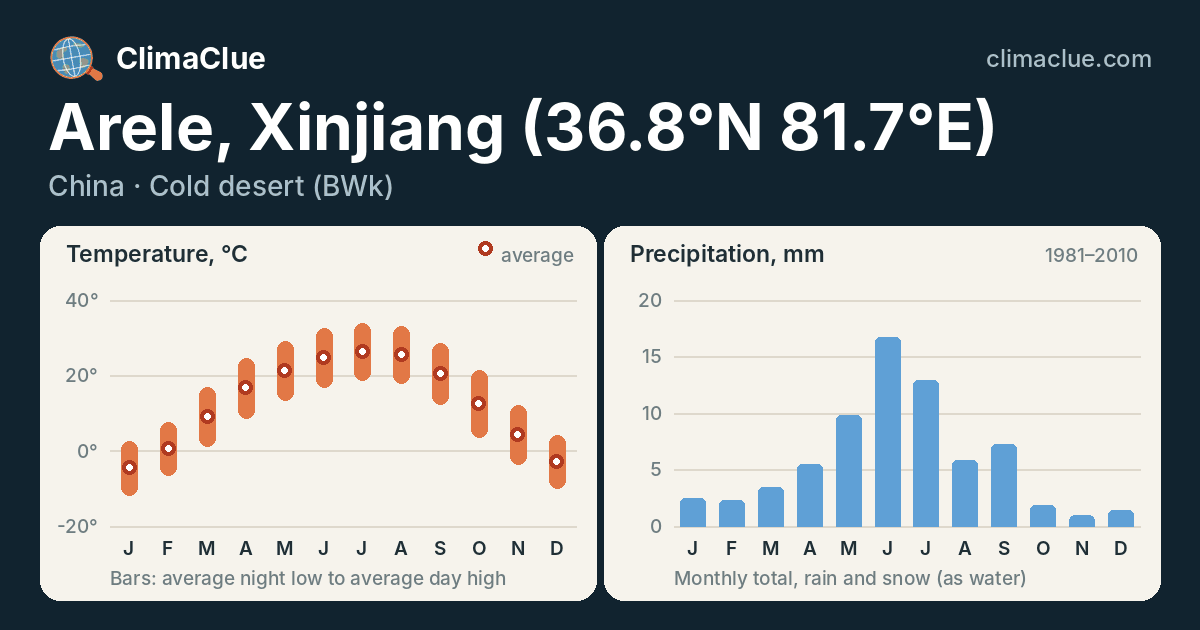 ClimaClue
climaclue.com
Arele, Xinjiang (36.8°N 81.7°E)
China · Cold desert (BWk)
Temperature, °C
average
40°
20°
0°
-20°
J F M A M J J A S O N D
Bars: average night low to average day high
Precipitation, mm
1981–2010
20
15
10
5
0
J F M A M J J A S O N D
Monthly total, rain and snow (as water)